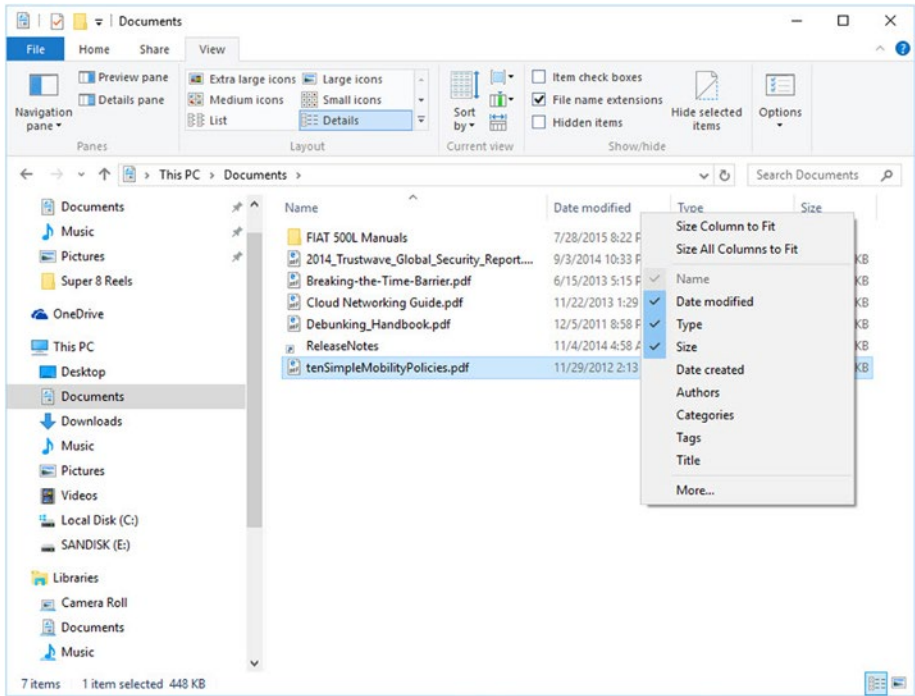 Documents
File Home Share View
Navigation pane
Preview pane
Details pane
Panes
Extra large icons Large icons
Medium icons Small icons
List Details
Layout
Sort by
Current view
Item check boxes
File name extensions
Hidden items
Hide selected items
Show/hide
Options
This PC > Documents >
Search Documents
Documents
Music
Pictures
Super 8 Reels
OneDrive
This PC
Desktop
Documents
Downloads
Music
Pictures
Videos
Local Disk (C:)
SANDISK (E:)
Libraries
Camera Roll
Documents
Music
Name Date modified Type Size
FIAT 500L Manuals 7/28/2015 8:22 P
2014_Trustwave_Global_Security_Report.... 9/3/2014 10:33 P KB
Breaking-the-Time-Barrier.pdf 6/15/2013 5:15 P KB
Cloud Networking Guide.pdf 11/22/2013 1:29 KB
Debunking_Handbook.pdf 12/5/2011 8:58 P KB
ReleaseNotes 11/4/2014 4:58 A KB
tenSimpleMobilityPolicies.pdf 11/29/2012 2:13 KB
Size Column to Fit
Size All Columns to Fit
Name
Date modified
Type
Size
Date created
Authors
Categories
Tags
Title
More...
7 items 1 item selected 448 KB